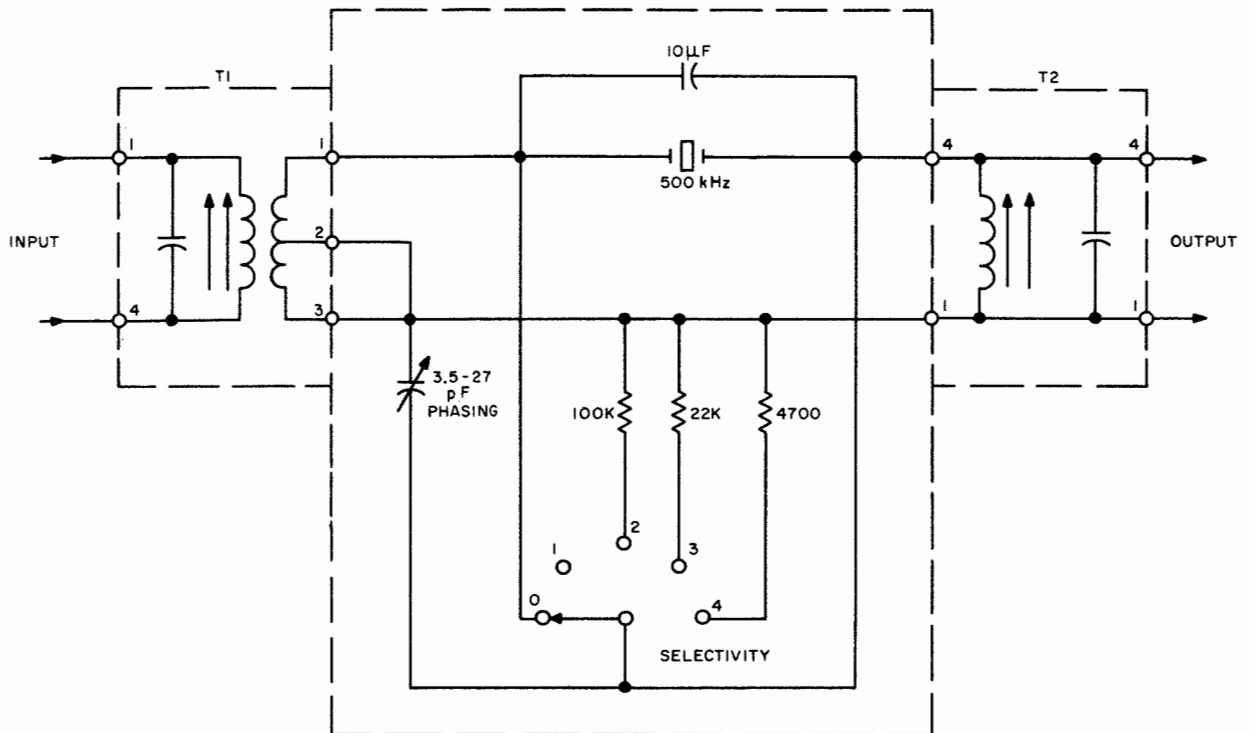 10µF
T1
T2
1
1
4
4
500 kHz
INPUT
2
OUTPUT
4
3
1
1
3.5-27
pF
PHASING
100K
22K
4700
2
1
3
0
4
SELECTIVITY